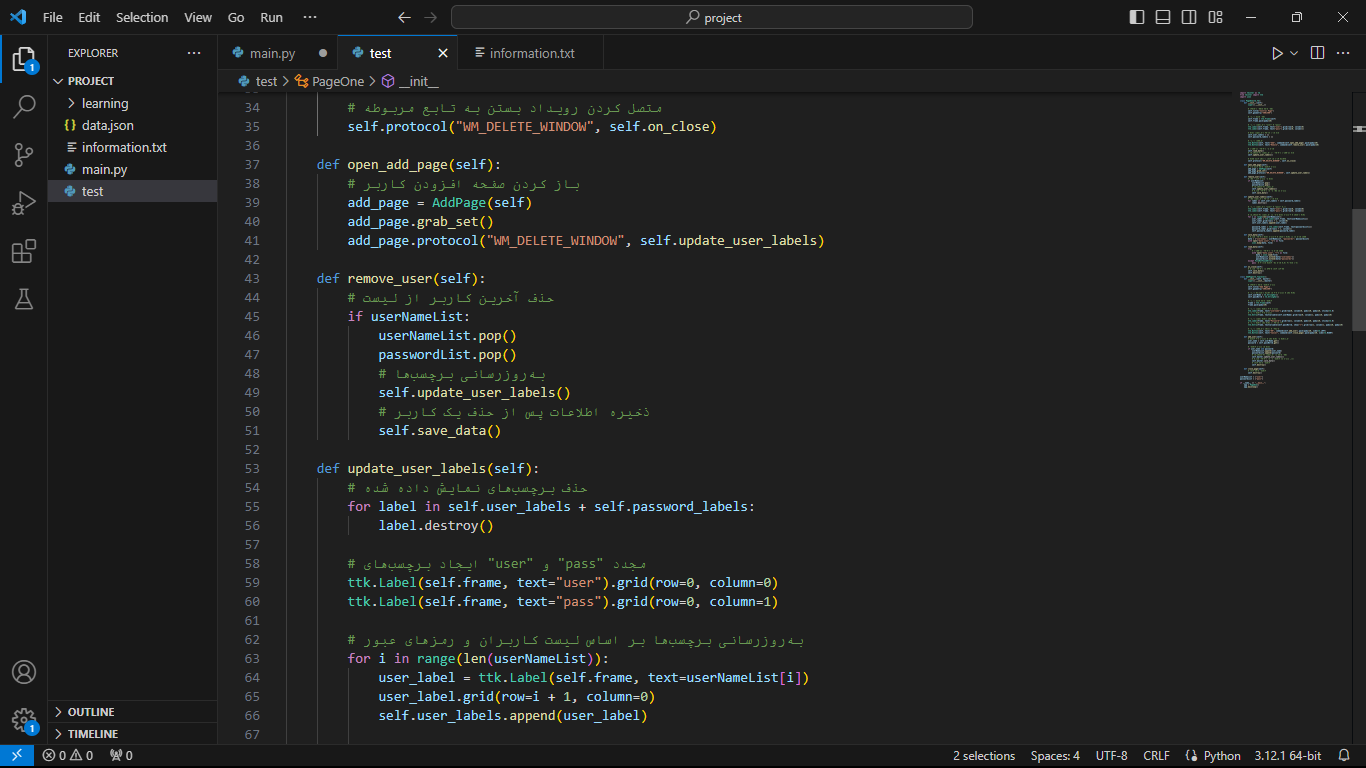 File Edit Selection View Go Run ··· project
EXPLORER ···
PROJECT
learning
data.json
information.txt
main.py
test
OUTLINE
TIMELINE
1
1
main.py
test
information.txt
test > PageOne > __init__
34 # متصل کردن رویداد بستن به تابع مربوطه
35 self.protocol("WM_DELETE_WINDOW", self.on_close)
36
37 def open_add_page(self):
38 # باز کردن صفحه افزودن کاربر
39 add_page = AddPage(self)
40 add_page.grab_set()
41 add_page.protocol("WM_DELETE_WINDOW", self.update_user_labels)
42
43 def remove_user(self):
44 # حذف آخرین کاربر از لیست
45 if userNameList:
46 userNameList.pop()
47 passwordList.pop()
48 # به‌روزرسانی برچسب‌ها
49 self.update_user_labels()
50 # ذخیره اطلاعات پس از حذف یک کاربر
51 self.save_data()
52
53 def update_user_labels(self):
54 # حذف برچسب‌های نمایش داده شده
55 for label in self.user_labels + self.password_labels:
56 label.destroy()
57
58 # ایجاد برچسب‌های "user" و "pass" مجدد
59 ttk.Label(self.frame, text="user").grid(row=0, column=0)
60 ttk.Label(self.frame, text="pass").grid(row=0, column=1)
61
62 # به‌روزرسانی برچسب‌ها بر اساس لیست کاربران و رمزهای عبور
63 for i in range(len(userNameList)):
64 user_label = ttk.Label(self.frame, text=userNameList[i])
65 user_label.grid(row=i + 1, column=0)
66 self.user_labels.append(user_label)
67
0 0 0 2 selections Spaces: 4 UTF-8 CRLF Python 3.12.1 64-bit